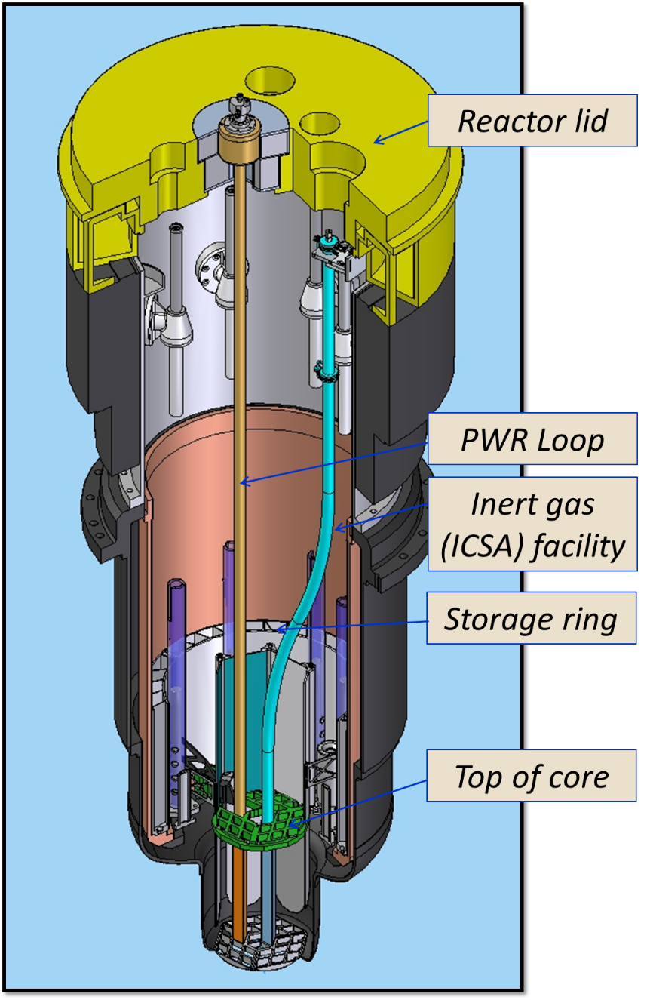 Reactor lid
PWR Loop
Inert gas
(ICSA) facility
Storage ring
Top of core